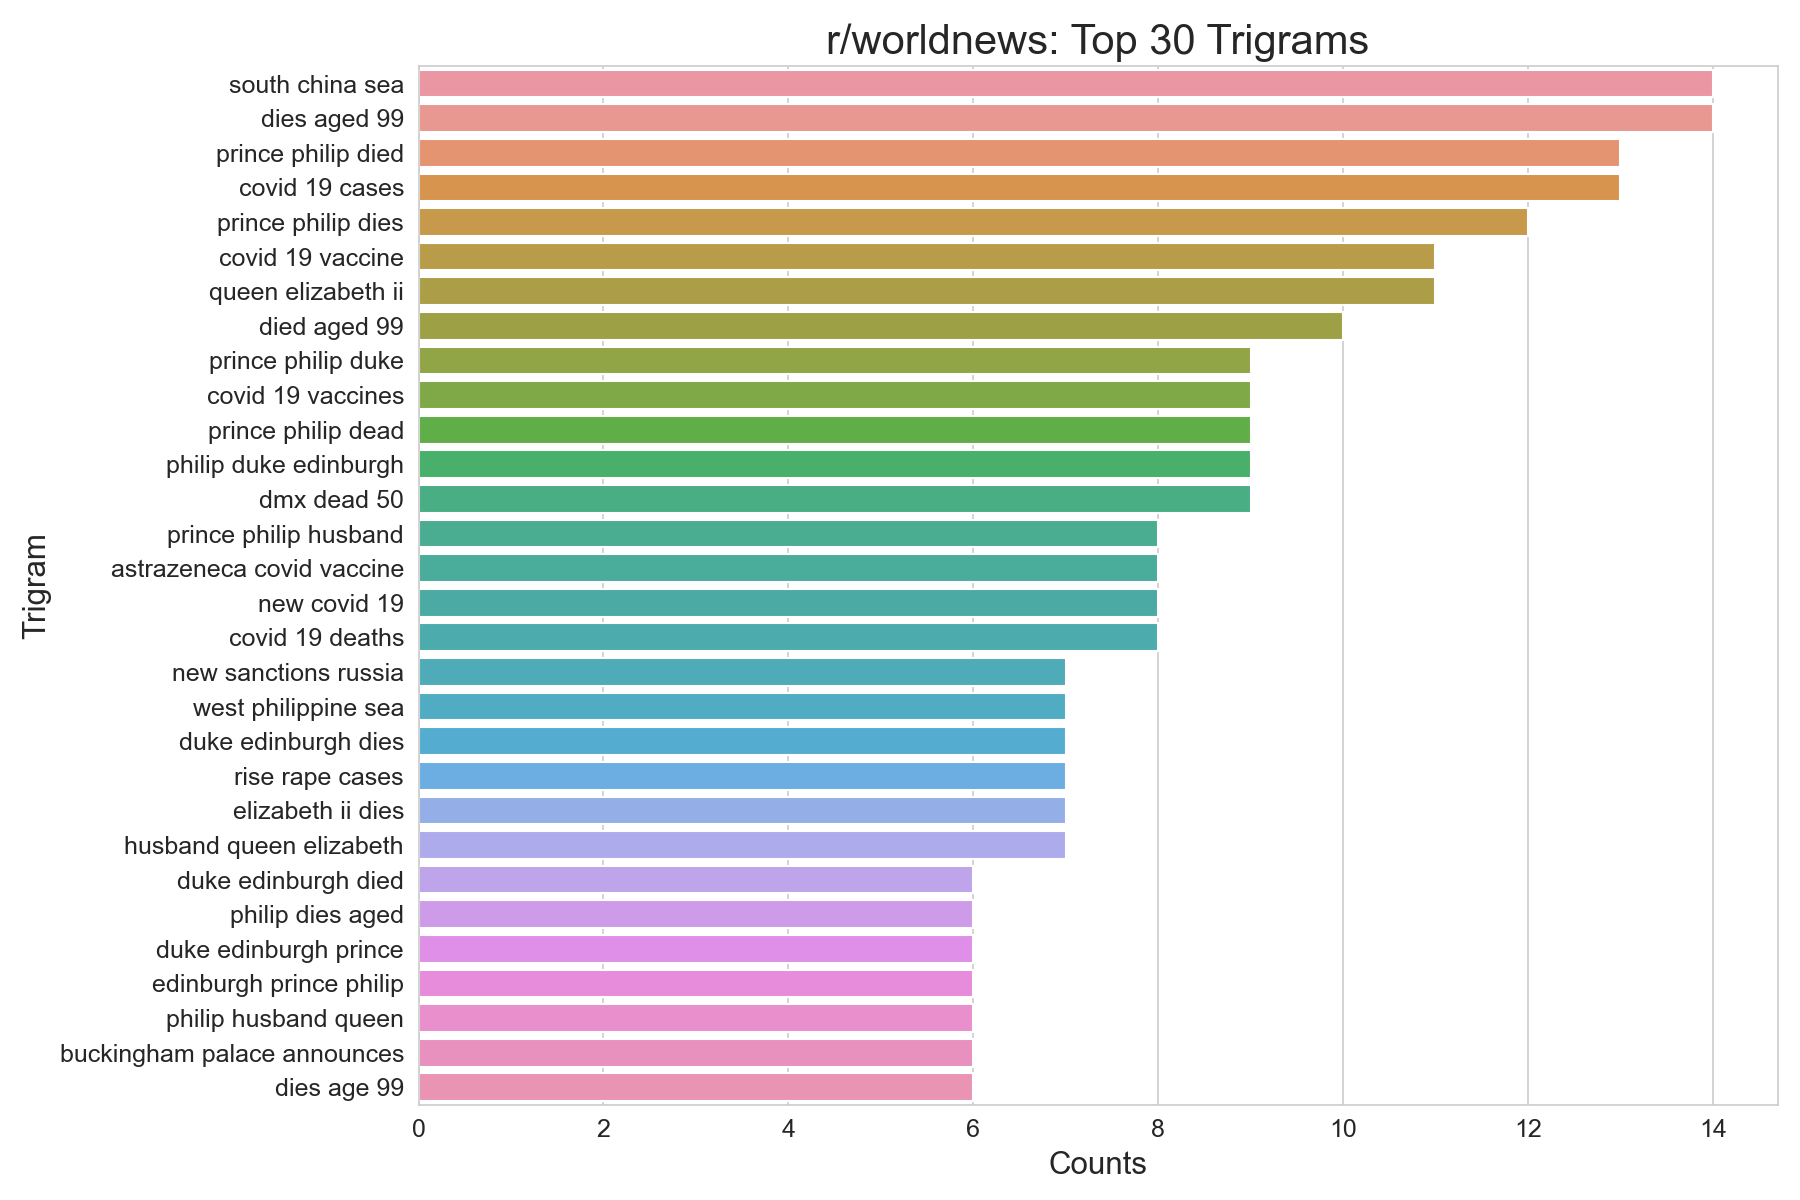 r/worldnews: Top 30 Trigrams
south china sea
dies aged 99
prince philip died
covid 19 cases
prince philip dies
covid 19 vaccine
queen elizabeth ii
died aged 99
prince philip duke
covid 19 vaccines
prince philip dead
philip duke edinburgh
dmx dead 50
prince philip husband
astrazeneca covid vaccine
new covid 19
covid 19 deaths
new sanctions russia
west philippine sea
duke edinburgh dies
rise rape cases
elizabeth ii dies
husband queen elizabeth
duke edinburgh died
philip dies aged
duke edinburgh prince
edinburgh prince philip
philip husband queen
buckingham palace announces
dies age 99
Trigram
0 2 4 6 8 10 12 14
Counts